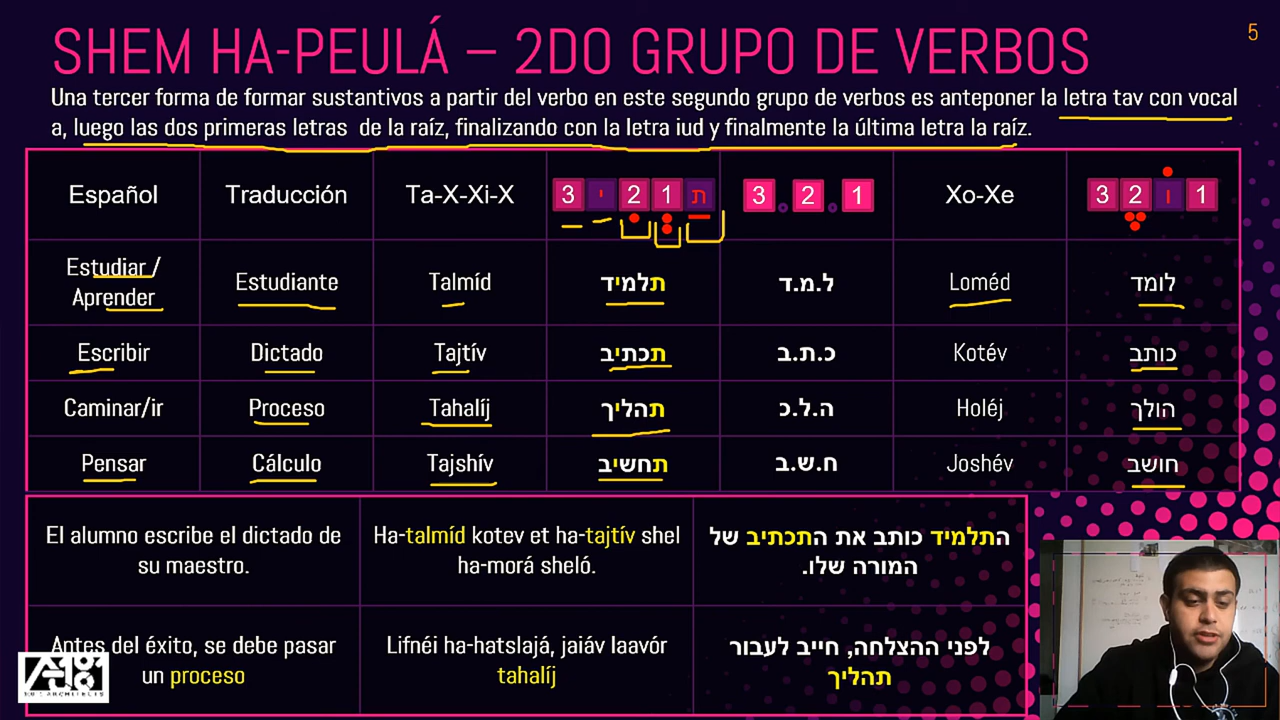 SHEM HA-PEULÁ – 2DO GRUPO DE VERBOS
5
Una tercer forma de formar sustantivos a partir del verbo en este segundo grupo de verbos es anteponer la letra tav con vocal
a, luego las dos primeras letras de la raíz, finalizando con la letra iud y finalmente la última letra la raíz.
Español
Traducción
Ta-X-Xi-X
3 י 2 1 ת
3 . 2 . 1
Xo-Xe
3 2 ו 1
Estudiar /
Aprender
Estudiante
Talmíd
תלמיד
ל.מ.ד
Loméd
לומד
Escribir
Dictado
Tajtív
תכתיב
כ.ת.ב
Kotév
כותב
Caminar/ir
Proceso
Tahalíj
תהליך
ה.ל.כ
Holéj
הולך
Pensar
Cálculo
Tajshív
תחשיב
ח.ש.ב
Joshév
חושב
El alumno escribe el dictado de
su maestro.
Ha-talmíd kotev et ha-tajtív shel
ha-morá sheló.
התלמיד כותב את התכתיב של
המורה שלו.
Antes del éxito, se debe pasar
un proceso
Lifnéi ha-hatslajá, jaiáv laavór
tahalíj
לפני ההצלחה, חייב לעבור
תהליך